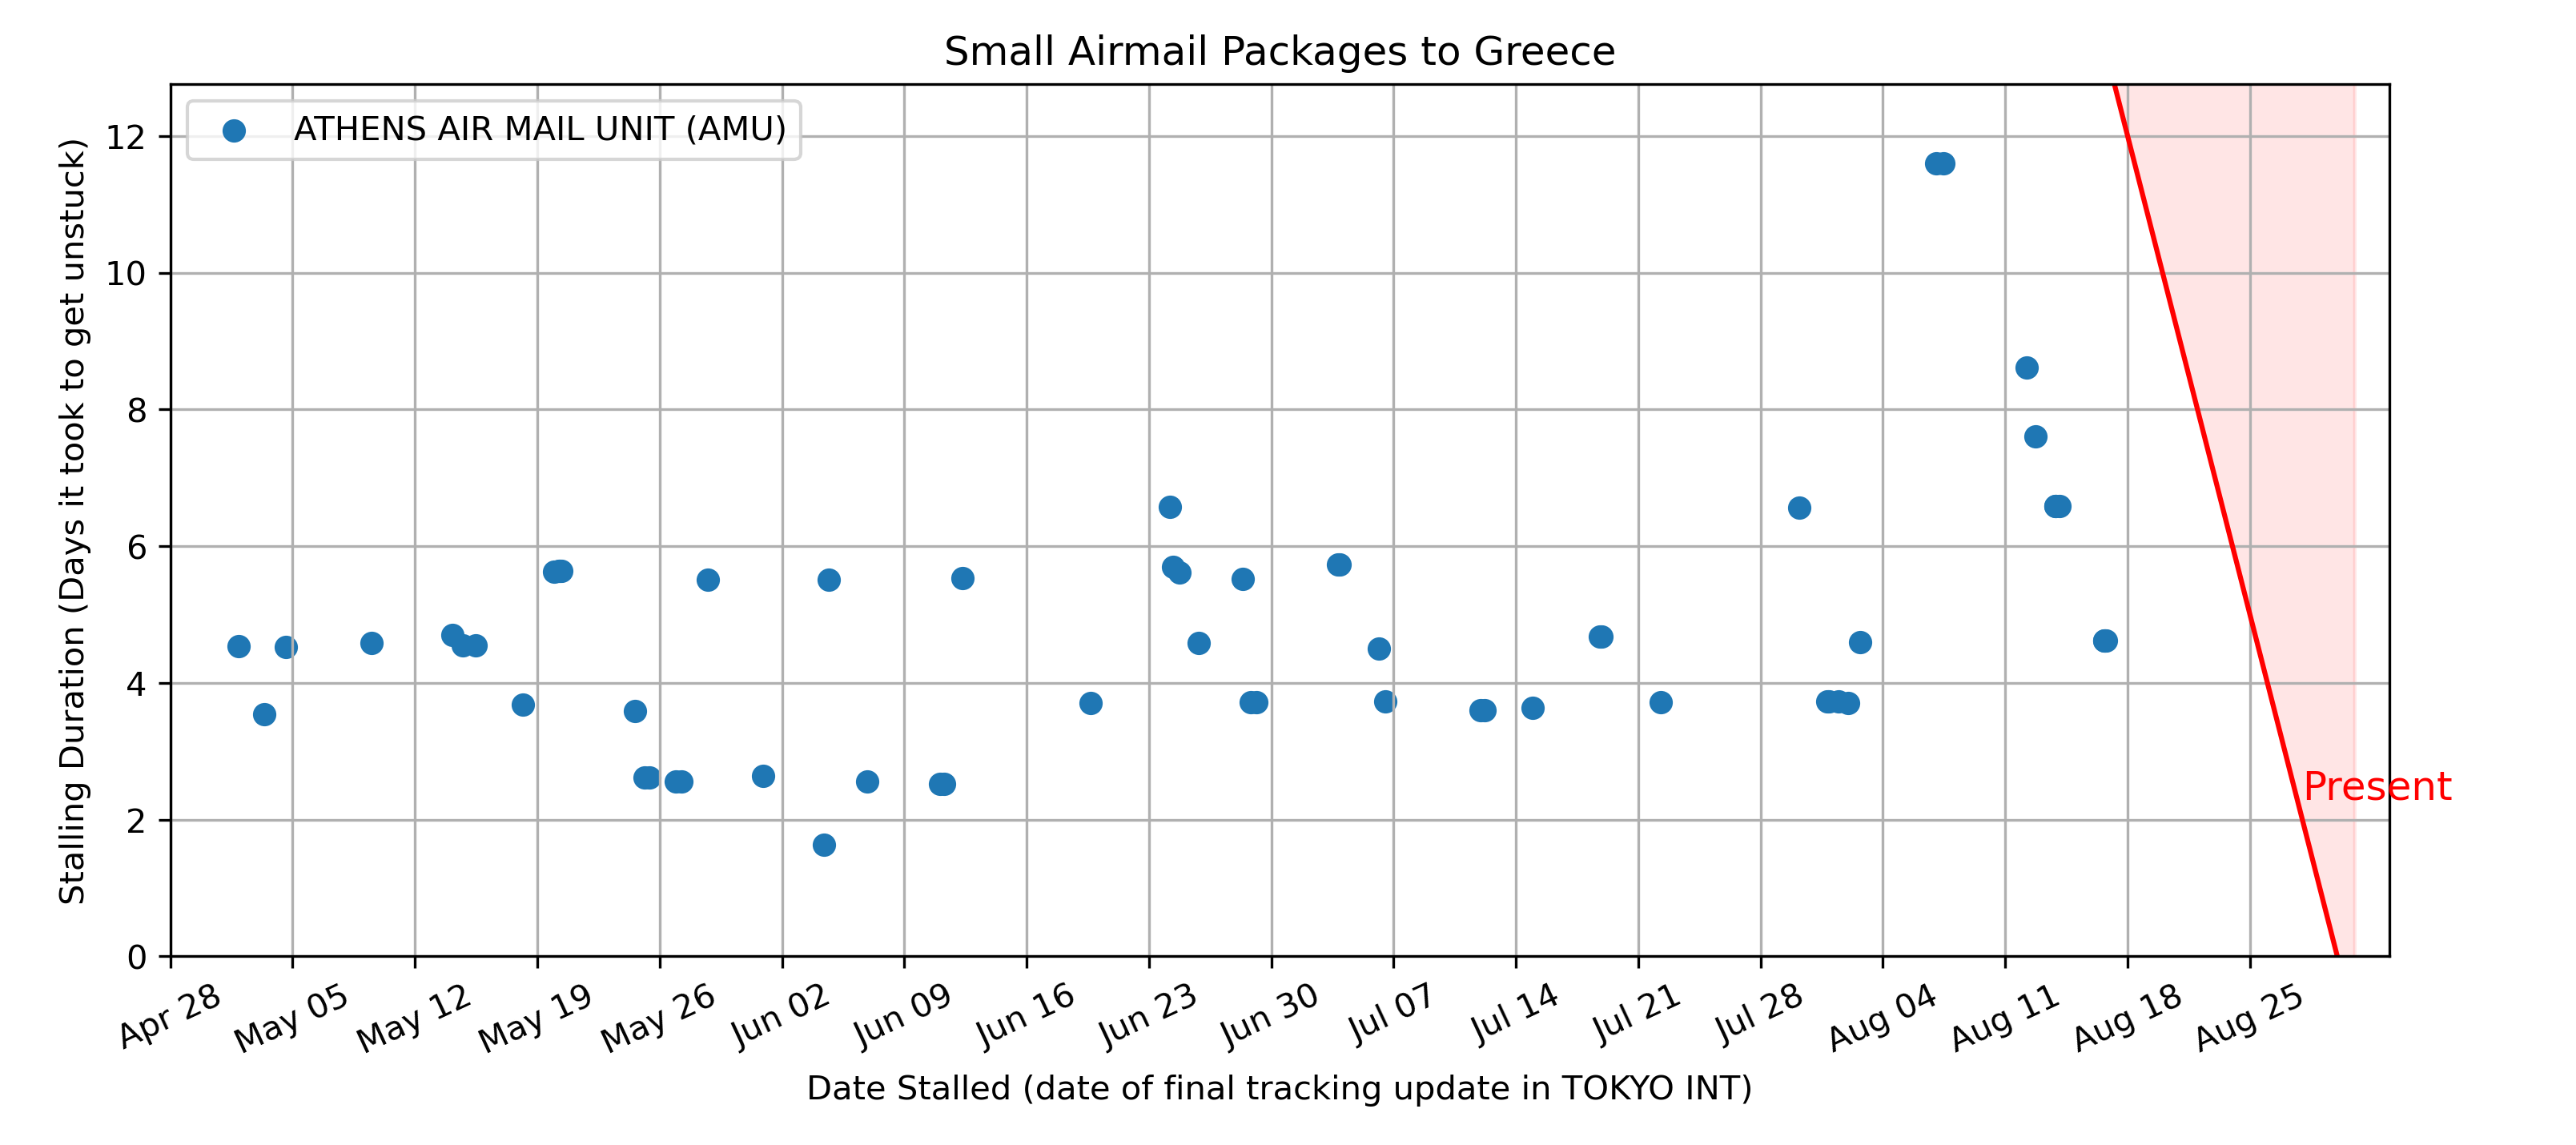 Small Airmail Packages to Greece
ATHENS AIR MAIL UNIT (AMU)
Stalling Duration (Days it took to get unstuck)
12
10
8
6
4
2
0
Present
Apr 28
May 05
May 12
May 19
May 26
Jun 02
Jun 09
Jun 16
Jun 23
Jun 30
Jul 07
Jul 14
Jul 21
Jul 28
Aug 04
Aug 11
Aug 18
Aug 25
Date Stalled (date of final tracking update in TOKYO INT)